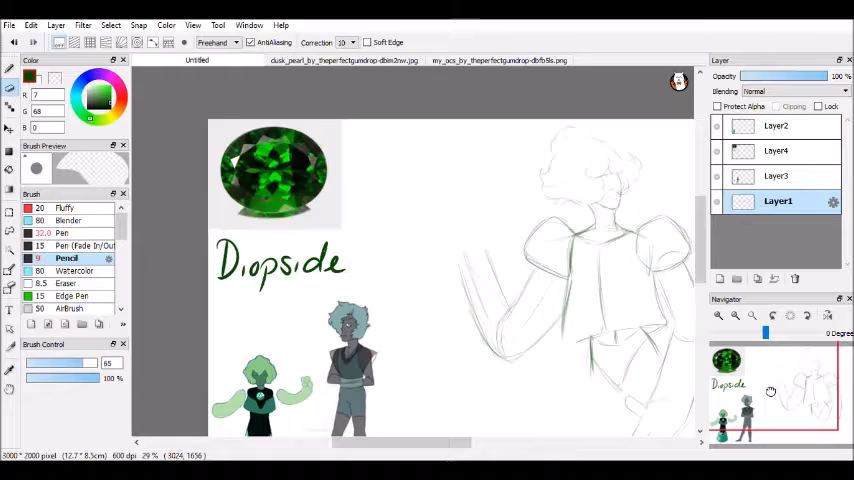 File Edit Layer Select Snap Color View Tool Window Help
OFF Freehand AntiAliasing Correction 10 Soft Edge
Color
Untitled
dusk_pearl_by_theperfectgumdrop-dbim2nw.jpg
my_ocs_by_theperfectgumdrop-dbfb5ls.png
Layer
R 7
G 68
B 0
Opacity 100 %
Blending Normal
Protect Alpha Clipping Lock
Layer2
Layer4
Layer3
Layer1
Brush Preview
Brush
20 Fluffy
80 Blender
32.0 Pen
15 Pen (Fade In/Out)
9 Pencil
80 Watercolor
8.5 Eraser
15 Edge Pen
50 AirBrush
Diopside
Navigator
0 Degree
Diopside
Brush Control
65
100 %
3000 * 2000 pixel (12.7 * 8.5cm) 600 dpi 29 % ( 3024, 1656 )